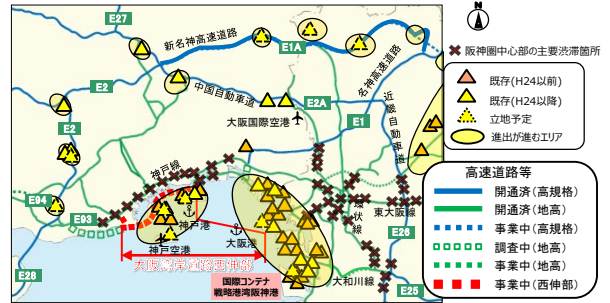 E27
新名神高速道路
E1A
名神高速道路
E2
中国自動車道
E2A
大阪国際空港
E1
近畿自動車道
E2
神戸線
E94
E93
神戸港
神戸空港
大阪港
環状線
東大阪線
E26
大阪湾岸道路西伸部
国際コンテナ
戦略港湾阪神港
大和川線
E28
E25
N
阪神圏中心部の主要渋滞箇所
既存(H24以前)
既存(H24以降)
立地予定
進出が進むエリア
高速道路等
開通済(高規格)
開通済(地高)
事業中(高規格)
調査中(地高)
事業中(地高)
事業中(西伸部)